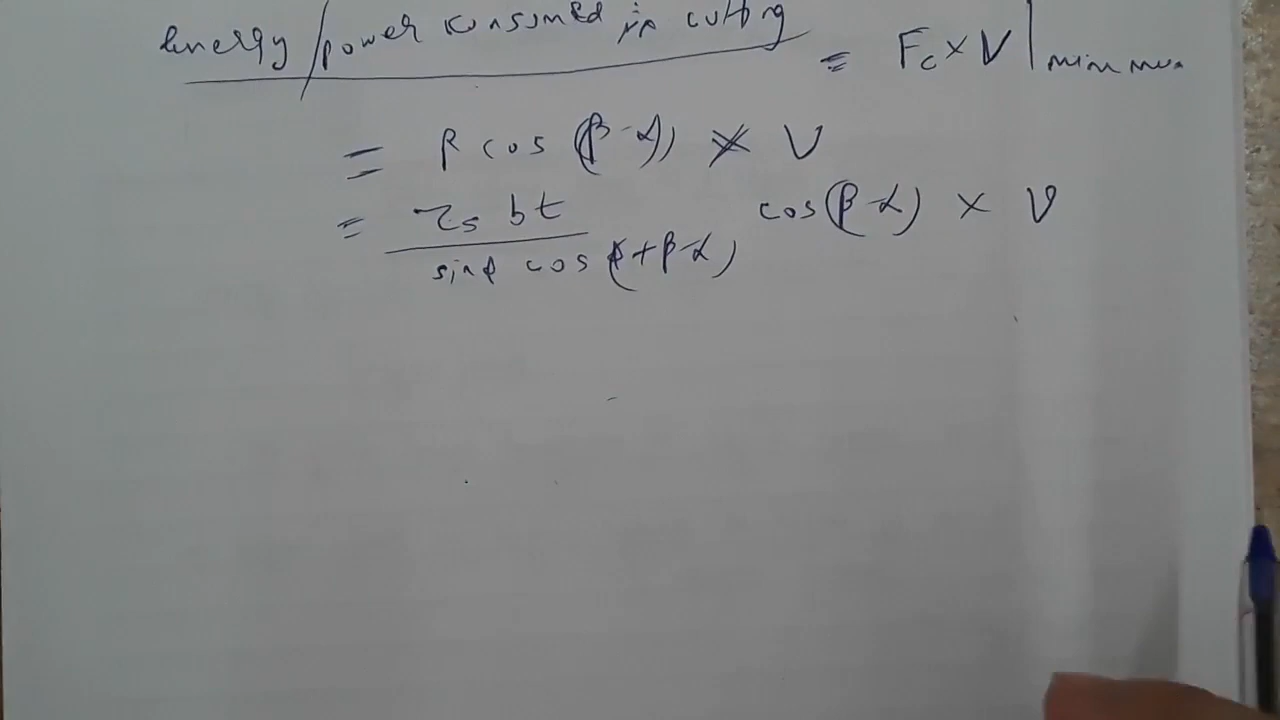 Energy/power consumed in cutting = Fc × V | minimum
= R cos (β-α) × V
= τs bt / sinφ cos (φ+β-α) cos(β-α) × V